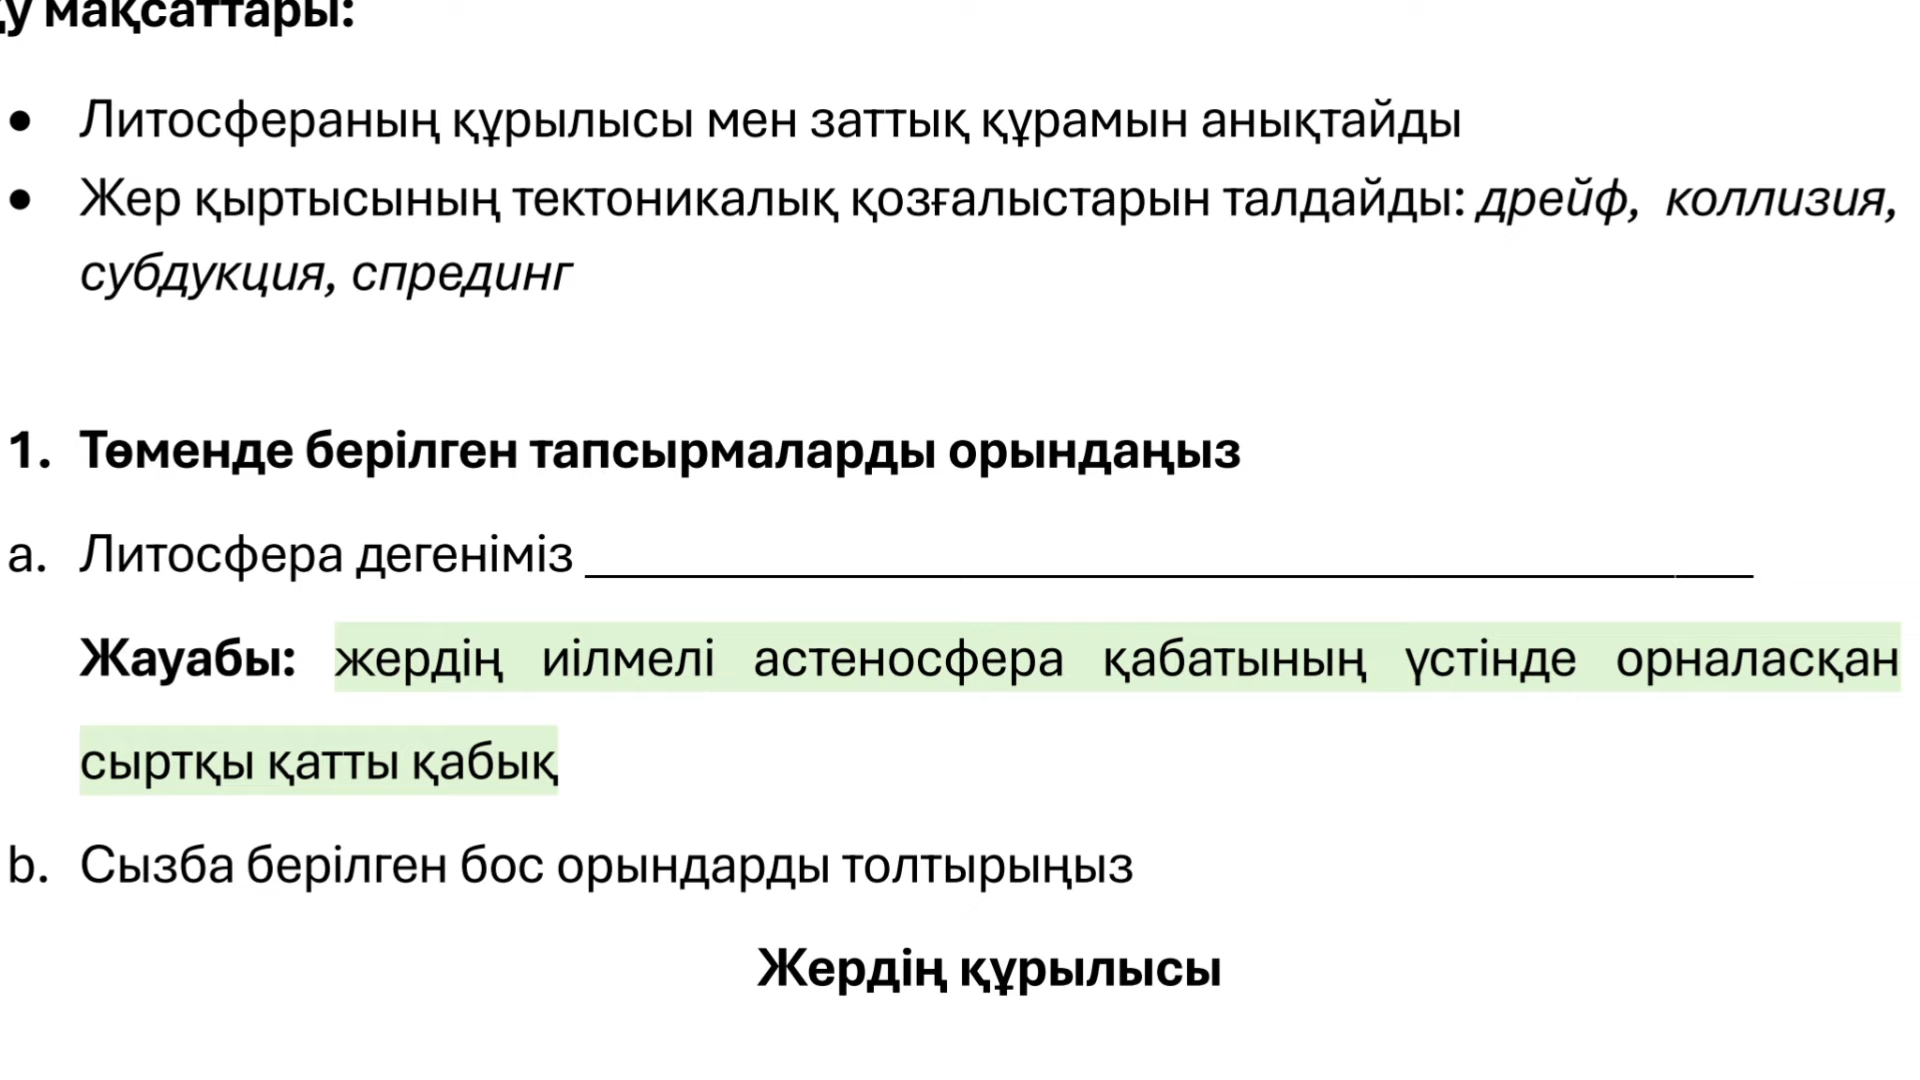 мақсаттары:
• Литосфераның құрылысы мен заттық құрамын анықтайды
• Жер қыртысының тектоникалық қозғалыстарын талдайды: дрейф, коллизия,
субдукция, спрединг
1. Төменде берілген тапсырмаларды орындаңыз
a. Литосфера дегеніміз ____________________________________________
Жауабы: жердің иілмелі астеносфера қабатының үстінде орналасқан
сыртқы қатты қабық
b. Сызба берілген бос орындарды толтырыңыз
Жердің құрылысы